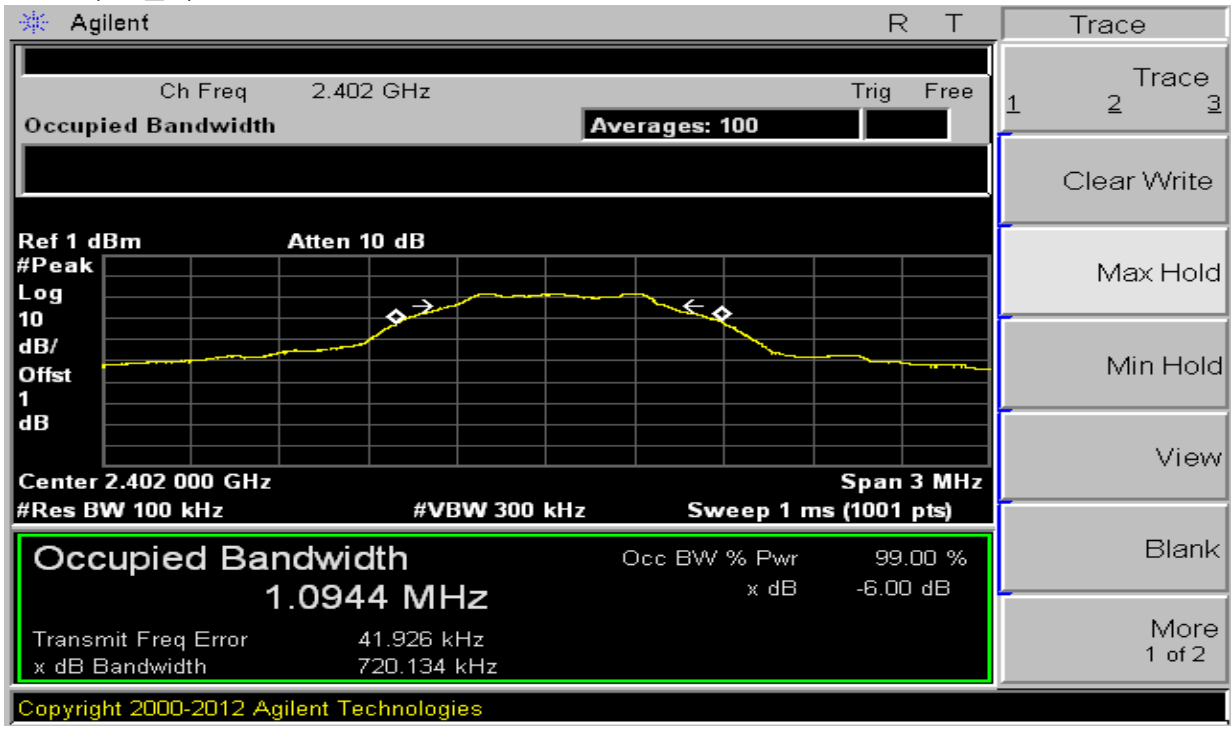 Agilent R T Trace
Ch Freq 2.402 GHz Trig Free
Occupied Bandwidth Averages: 100
Trace
1 2 3
Clear Write
Ref 1 dBm Atten 10 dB
#Peak
Log
10
dB/
Offst
1
dB
Max Hold
Min Hold
Center 2.402 000 GHz Span 3 MHz
#Res BW 100 kHz #VBW 300 kHz Sweep 1 ms (1001 pts)
View
Occupied Bandwidth Occ BW % Pwr 99.00 %
1.0944 MHz x dB -6.00 dB
Transmit Freq Error 41.926 kHz
x dB Bandwidth 720.134 kHz
Blank
More
1 of 2
Copyright 2000-2012 Agilent Technologies